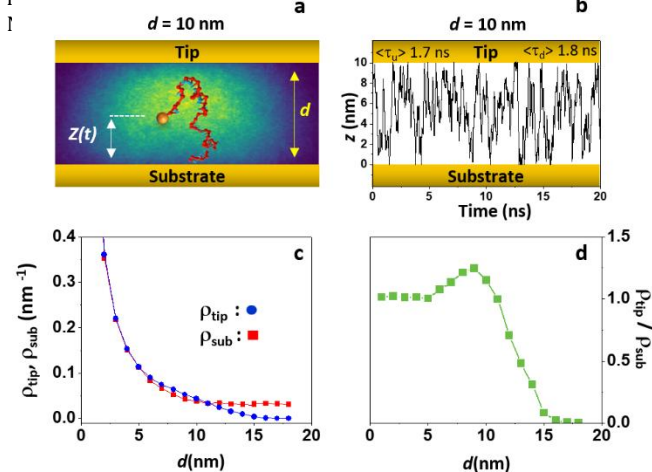 a
d = 10 nm
Tip
Z(t)
d
Substrate
b
d = 10 nm
<τu> 1.7 ns
Tip
<τd> 1.8 ns
z (nm)
10
8
6
4
2
0
Substrate
0 5 10 15 20
Time (ns)
c
ρtip, ρsub (nm⁻¹)
0.4
0.3
0.2
0.1
0.0
ρtip :
ρsub :
0 5 10 15 20
d(nm)
d
1.5
1.0
0.5
0.0
ρtip / ρsub
0 5 10 15 20
d(nm)